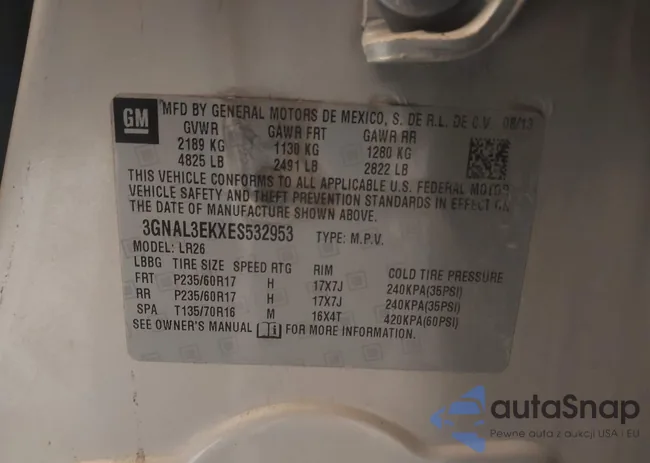 GM
MFD BY GENERAL MOTORS DE MEXICO, S. DE R.L. DE C.V. 08/13
GVWR GAWR FRT GAWR RR
2189 KG 1130 KG 1280 KG
4825 LB 2491 LB 2822 LB
THIS VEHICLE CONFORMS TO ALL APPLICABLE U.S. FEDERAL MOTOR
VEHICLE SAFETY AND THEFT PREVENTION STANDARDS IN EFFECT ON
THE DATE OF MANUFACTURE SHOWN ABOVE.
3GNAL3EKXES532953 TYPE: M.P.V.
MODEL: LR26
LBBG TIRE SIZE SPEED RTG RIM COLD TIRE PRESSURE
FRT P235/60R17 H 17X7J 240KPA(35PSI)
RR P235/60R17 H 17X7J 240KPA(35PSI)
SPA T135/70R16 M 16X4T 420KPA(60PSI)
SEE OWNER'S MANUAL FOR MORE INFORMATION.
autaSnap
Pewne auta z aukcji USA i EU